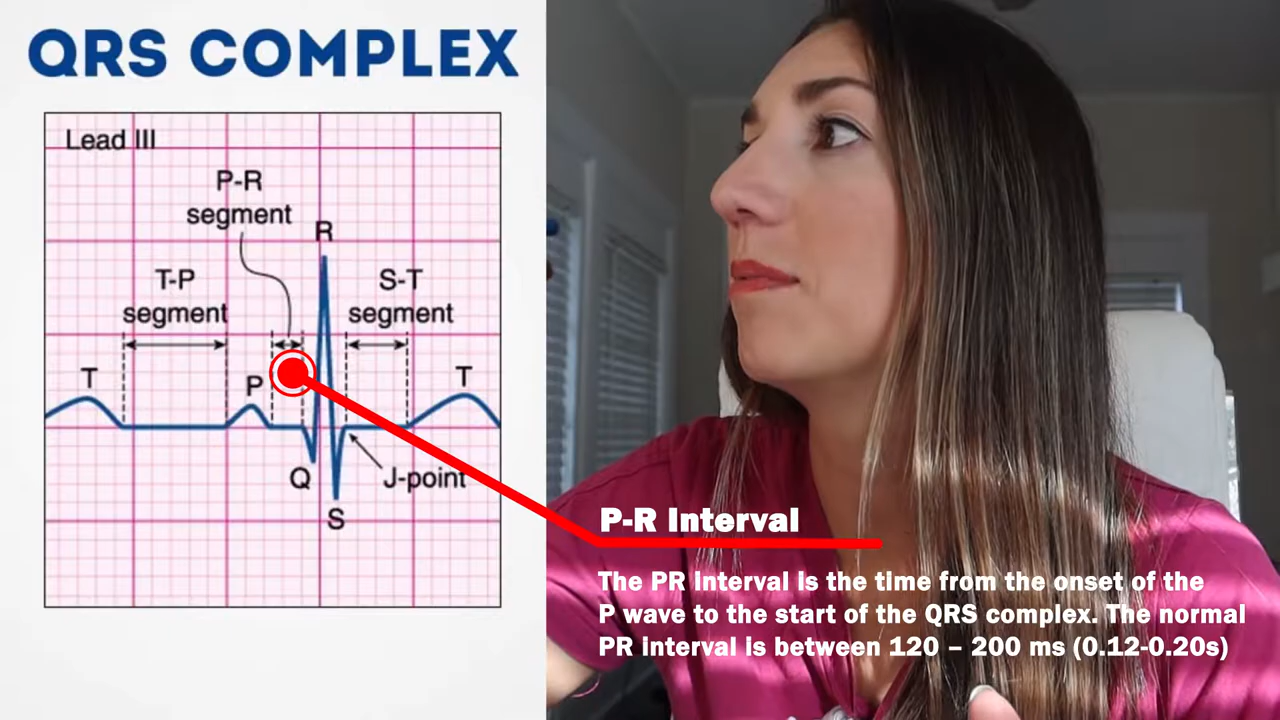 QRS COMPLEX
Lead III
P-R
segment
R
T-P
segment
S-T
segment
T
P
T
Q
J-point
S
P-R Interval
The PR interval is the time from the onset of the
P wave to the start of the QRS complex. The normal
PR interval is between 120 – 200 ms (0.12-0.20s)